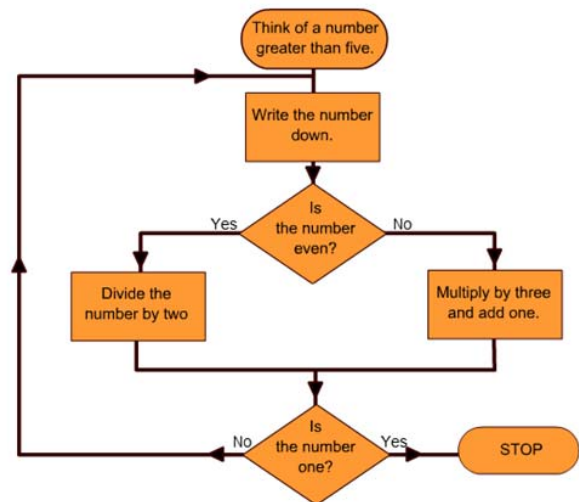 Think of a number
greater than five.
Write the number
down.
Is
the number
even?
Yes
No
Divide the
number by two
Multiply by three
and add one.
Is
the number
one?
No
Yes
STOP